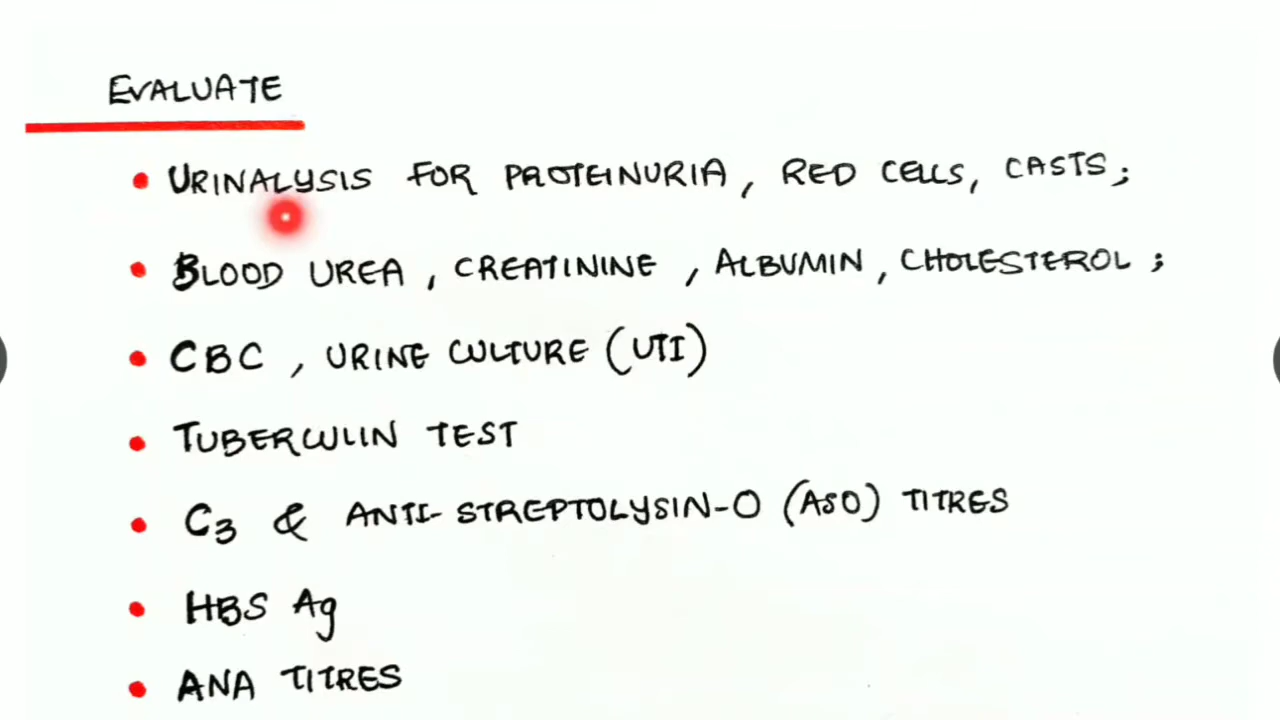 EVALUATE
• URINALYSIS FOR PROTEINURIA, RED CELLS, CASTS;
• BLOOD UREA, CREATININE, ALBUMIN, CHOLESTEROL;
• CBC, URINE CULTURE (UTI)
• TUBERCULIN TEST
• C3 & ANTI-STREPTOLYSIN-O (ASO) TITRES
• HBS Ag
• ANA TITRES